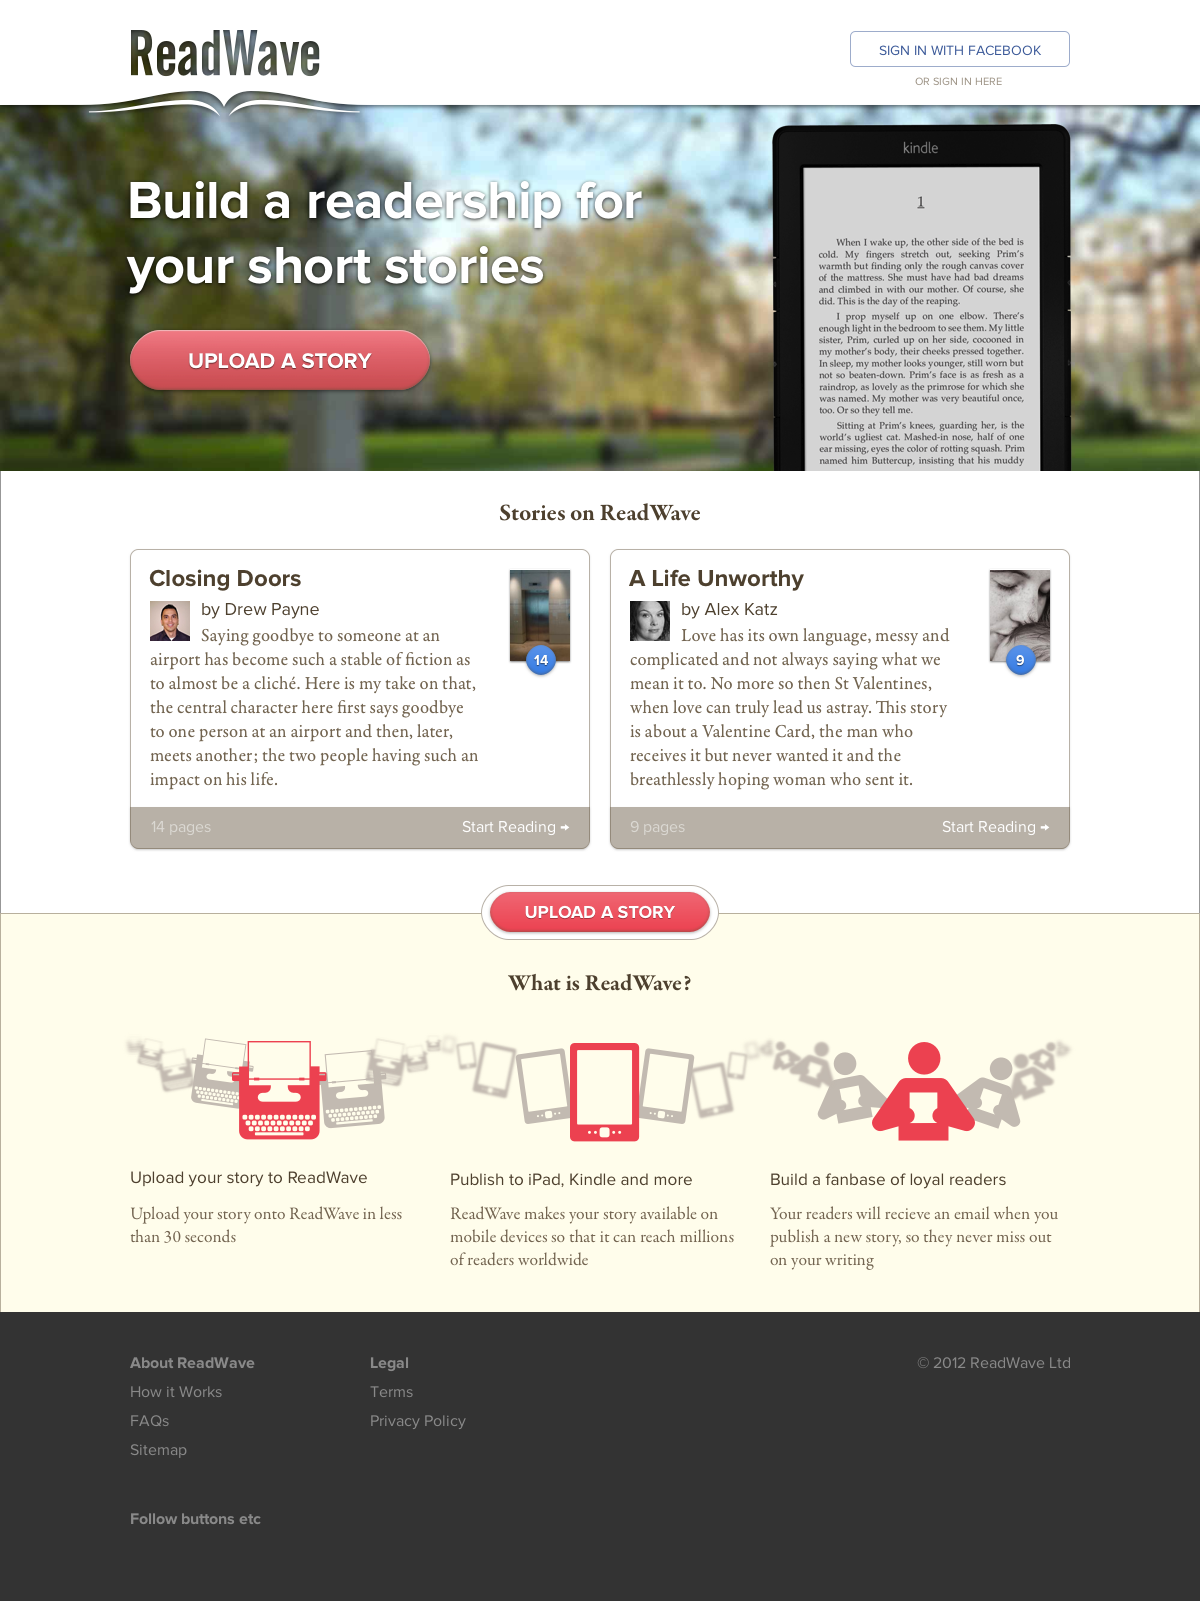 ReadWave
SIGN IN WITH FACEBOOK
OR SIGN IN HERE
Build a readership for
your short stories
UPLOAD A STORY
kindle
1
When I wake up, the other side of the bed is
cold. My fingers stretch out, seeking Prim's
warmth but finding only the rough canvas cover
of the mattress. She must have had bad dreams
and climbed in with our mother. Of course, she
did. This is the day of the reaping.
I prop myself up on one elbow. There's
enough light in the bedroom to see them. My little
sister, Prim, curled up on her side, cocooned in
my mother's body, their cheeks pressed together.
In sleep, my mother looks younger, still worn but
not so beaten-down. Prim's face is as fresh as a
raindrop, as lovely as the primrose for which she
was named. My mother was very beautiful once,
too. Or so they tell me.
Sitting at Prim's knees, guarding her, is the
world's ugliest cat. Mashed-in nose, half of one
ear missing, eyes the color of rotting squash. Prim
named him Buttercup, insisting that his muddy
Stories on ReadWave
Closing Doors
by Drew Payne
Saying goodbye to someone at an
airport has become such a stable of fiction as
to almost be a cliché. Here is my take on that,
the central character here first says goodbye
to one person at an airport and then, later,
meets another; the two people having such an
impact on his life.
14
14 pages
Start Reading →
A Life Unworthy
by Alex Katz
Love has its own language, messy and
complicated and not always saying what we
mean it to. No more so then St Valentines,
when love can truly lead us astray. This story
is about a Valentine Card, the man who
receives it but never wanted it and the
breathlessly hoping woman who sent it.
9
9 pages
Start Reading →
UPLOAD A STORY
What is ReadWave?
Upload your story to ReadWave
Upload your story onto ReadWave in less
than 30 seconds
Publish to iPad, Kindle and more
ReadWave makes your story available on
mobile devices so that it can reach millions
of readers worldwide
Build a fanbase of loyal readers
Your readers will recieve an email when you
publish a new story, so they never miss out
on your writing
About ReadWave
How it Works
FAQs
Sitemap
Follow buttons etc
Legal
Terms
Privacy Policy
© 2012 ReadWave Ltd